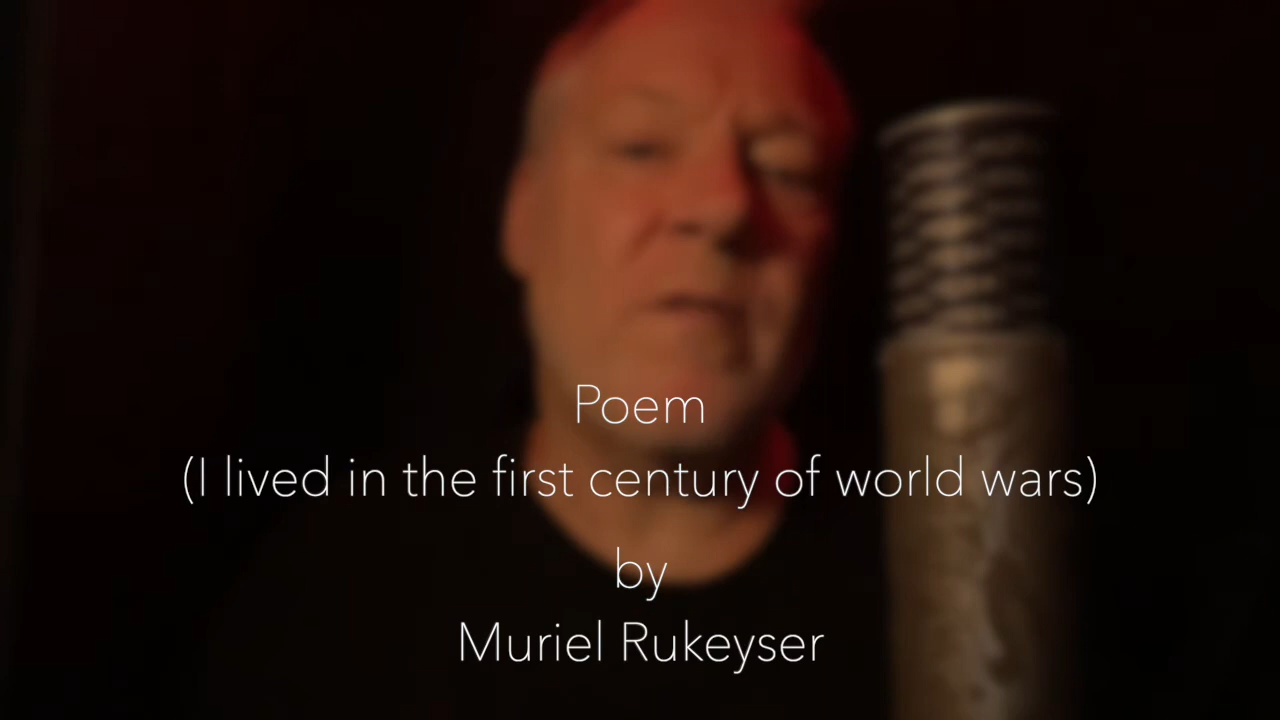 Poem
(I lived in the first century of world wars)
by
Muriel Rukeyser